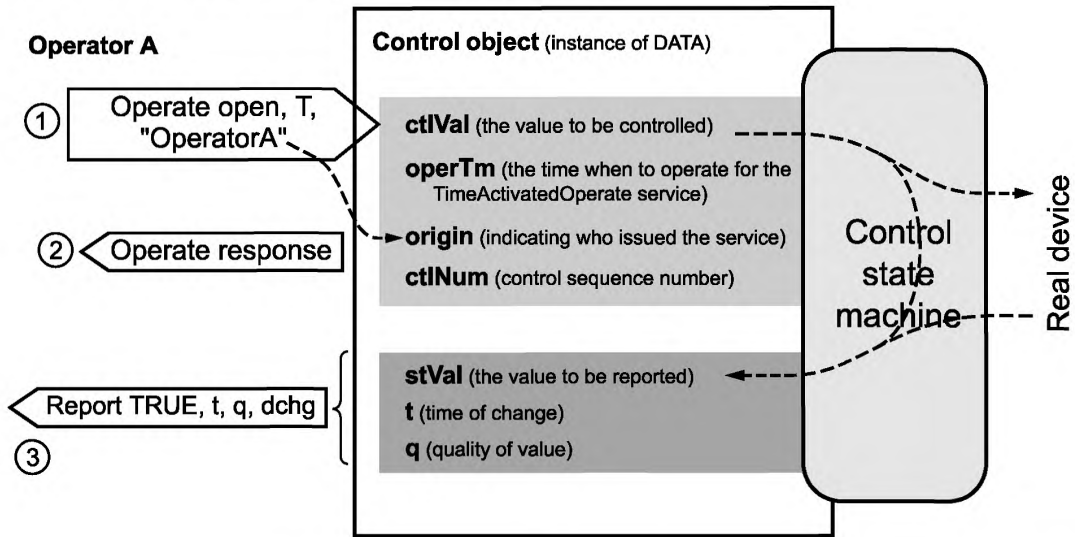 Operator A
Control object (instance of DATA)
1
Operate open, T,
"OperatorA"
ctlVal (the value to be controlled)
operTm (the time when to operate for the
TimeActivatedOperate service)
origin (indicating who issued the service)
ctlNum (control sequence number)
2
Operate response
Control
state
machine
Real device
stVal (the value to be reported)
t (time of change)
q (quality of value)
Report TRUE, t, q, dchg
3